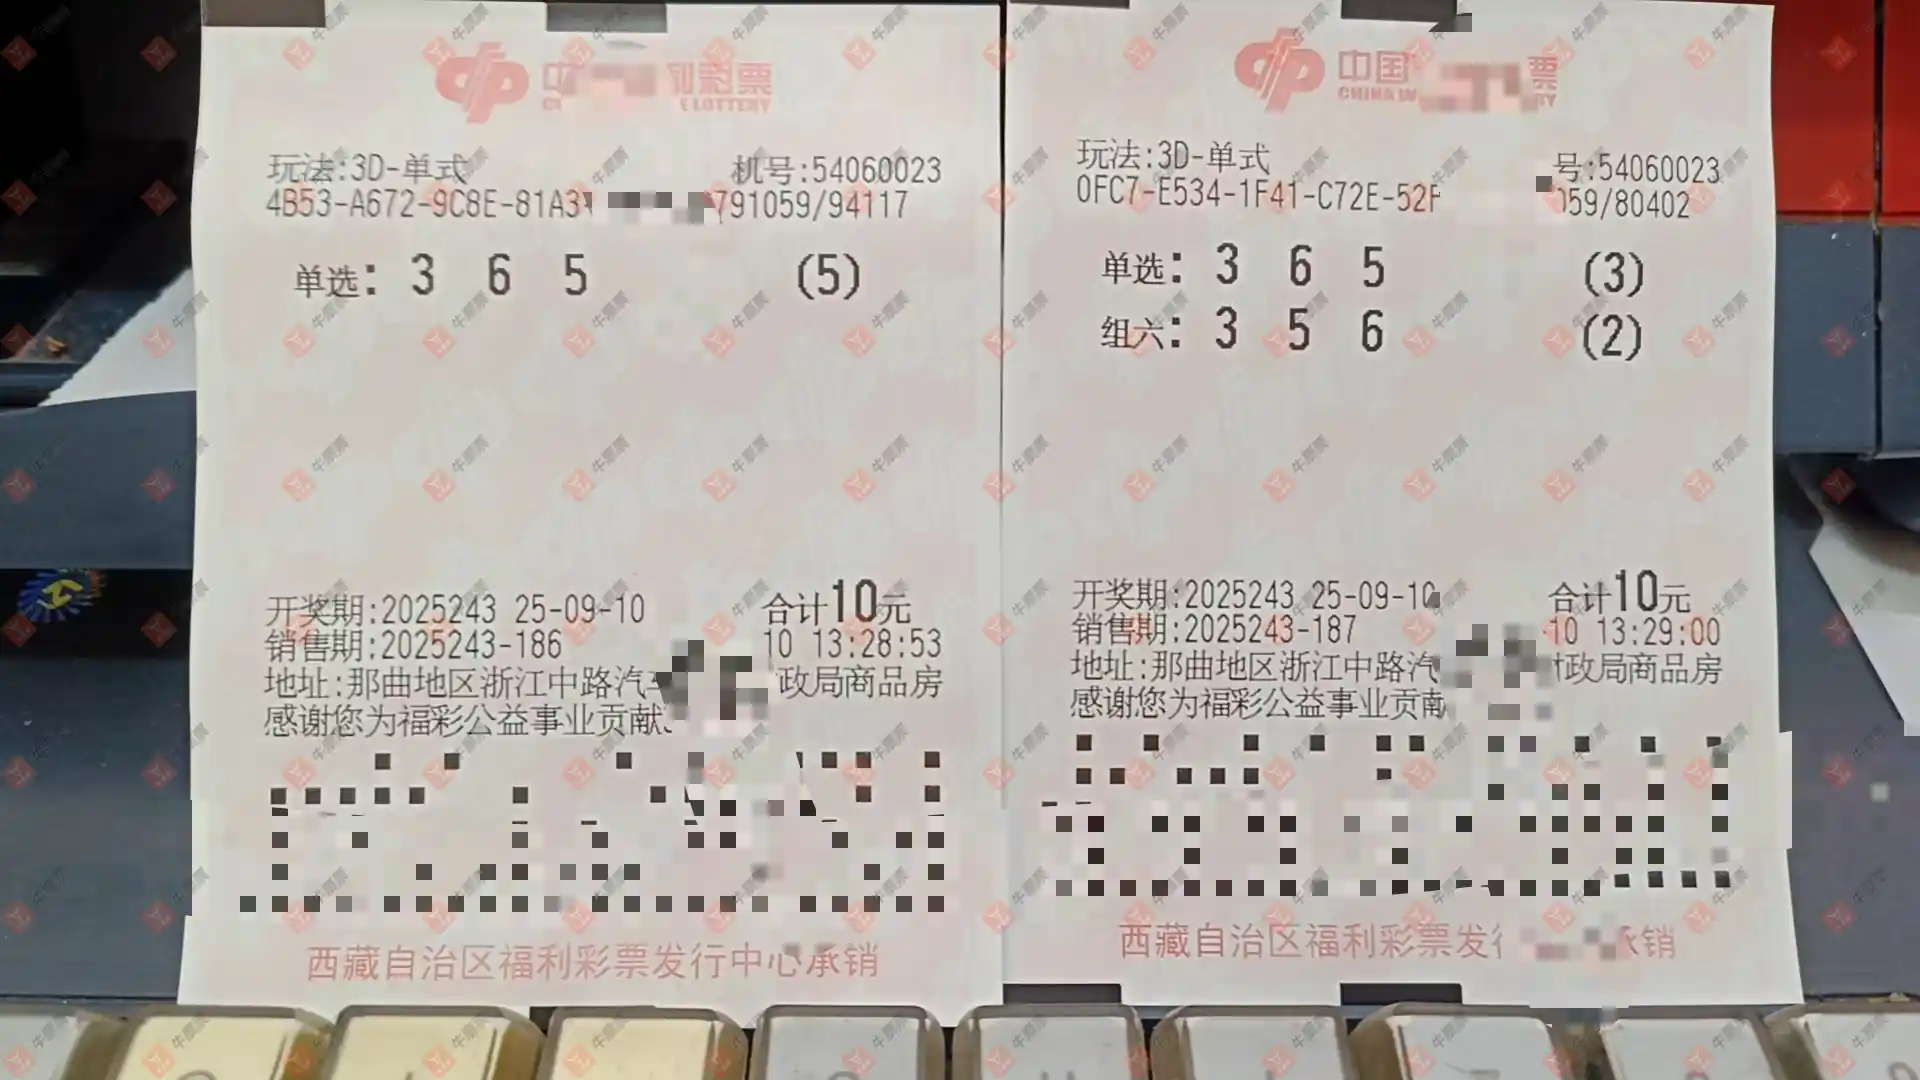 利彩票
E LOTTERY
玩法:3D-单式
机号:54060023
4B53-A672-9C8E-81A3
791059/94117
单选: 3 6 5 (5)
开奖期:2025243 25-09-10 合计10元
销售期:2025243-186
10 13:28:53
地址:那曲地区浙江中路汽
政局商品房
感谢您为福彩公益事业贡献
西藏自治区福利彩票发行中心承销
中国
票
CHINA W
RY
玩法:3D-单式
号:54060023
0FC7-E534-1F41-C72E-52F
059/80402
单选: 3 6 5 (3)
组六: 3 5 6 (2)
开奖期:2025243 25-09-10 合计10元
销售期:2025243-187
10 13:29:00
地址:那曲地区浙江中路汽
政局商品房
感谢您为福彩公益事业贡献
西藏自治区福利彩票发行
承销